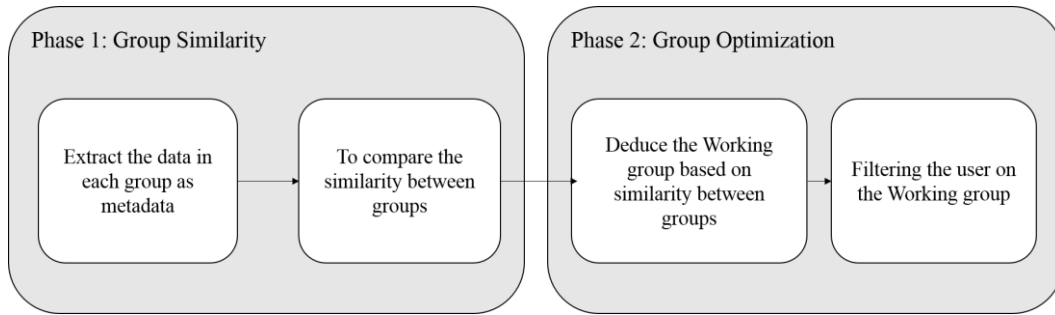 Phase 1: Group Similarity
Extract the data in
each group as
metadata
To compare the
similarity between
groups
Phase 2: Group Optimization
Deduce the Working
group based on
similarity between
groups
Filtering the user on
the Working group